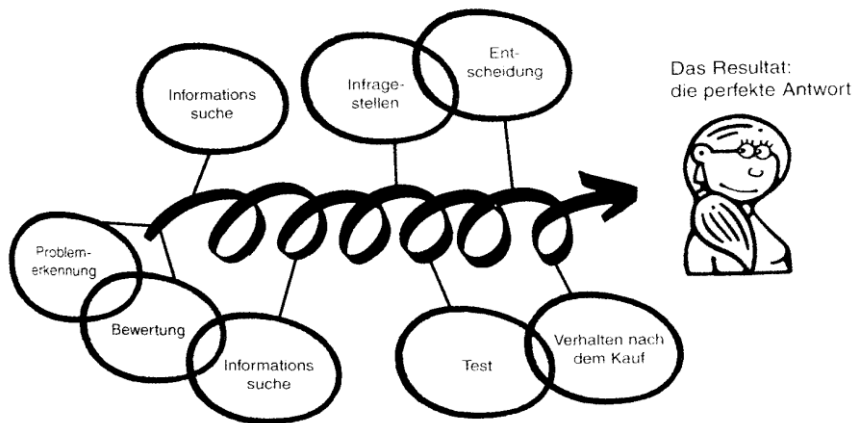 Informations
suche
Infrage-
stellen
Ent-
scheidung
Das Resultat:
die perfekte Antwort
Problem-
erkennung
Bewertung
Informations
suche
Test
Verhalten nach
dem Kauf